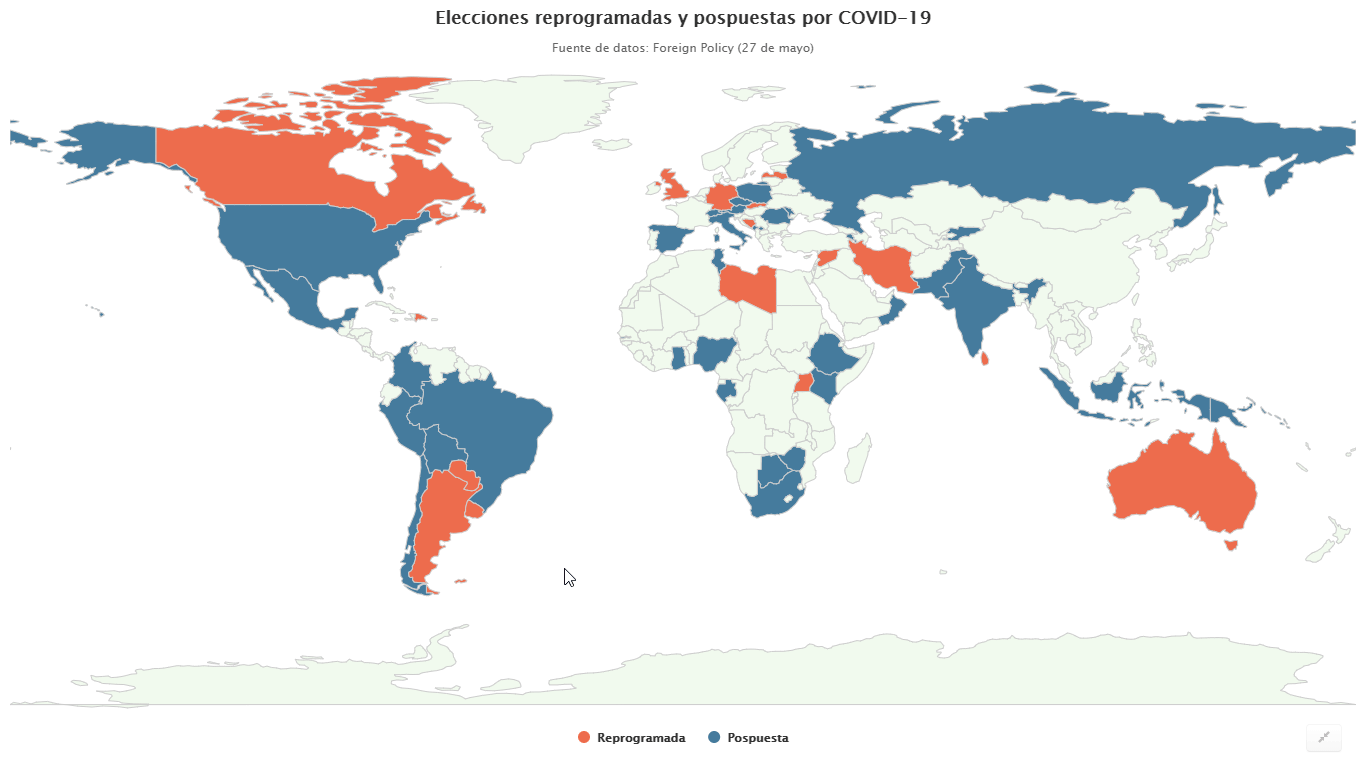 Elecciones reprogramadas y pospuestas por COVID-19
Fuente de datos: Foreign Policy (27 de mayo)
Reprogramada
Pospuesta